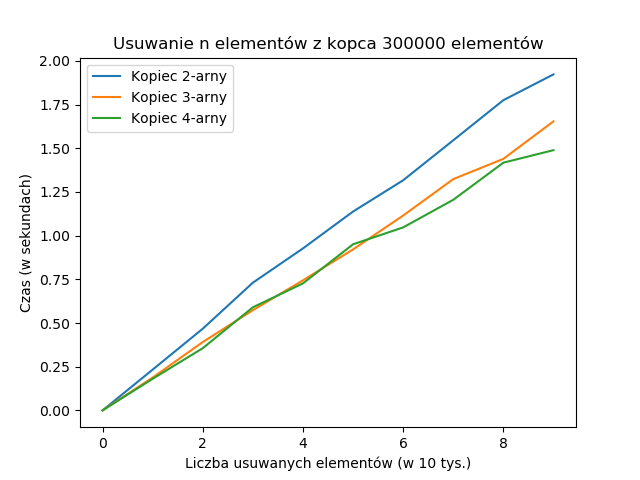 Usuwanie n elementów z kopca 300000 elementów
Kopiec 2-arny
Kopiec 3-arny
Kopiec 4-arny
Czas (w sekundach)
2.00
1.75
1.50
1.25
1.00
0.75
0.50
0.25
0.00
0 2 4 6 8
Liczba usuwanych elementów (w 10 tys.)